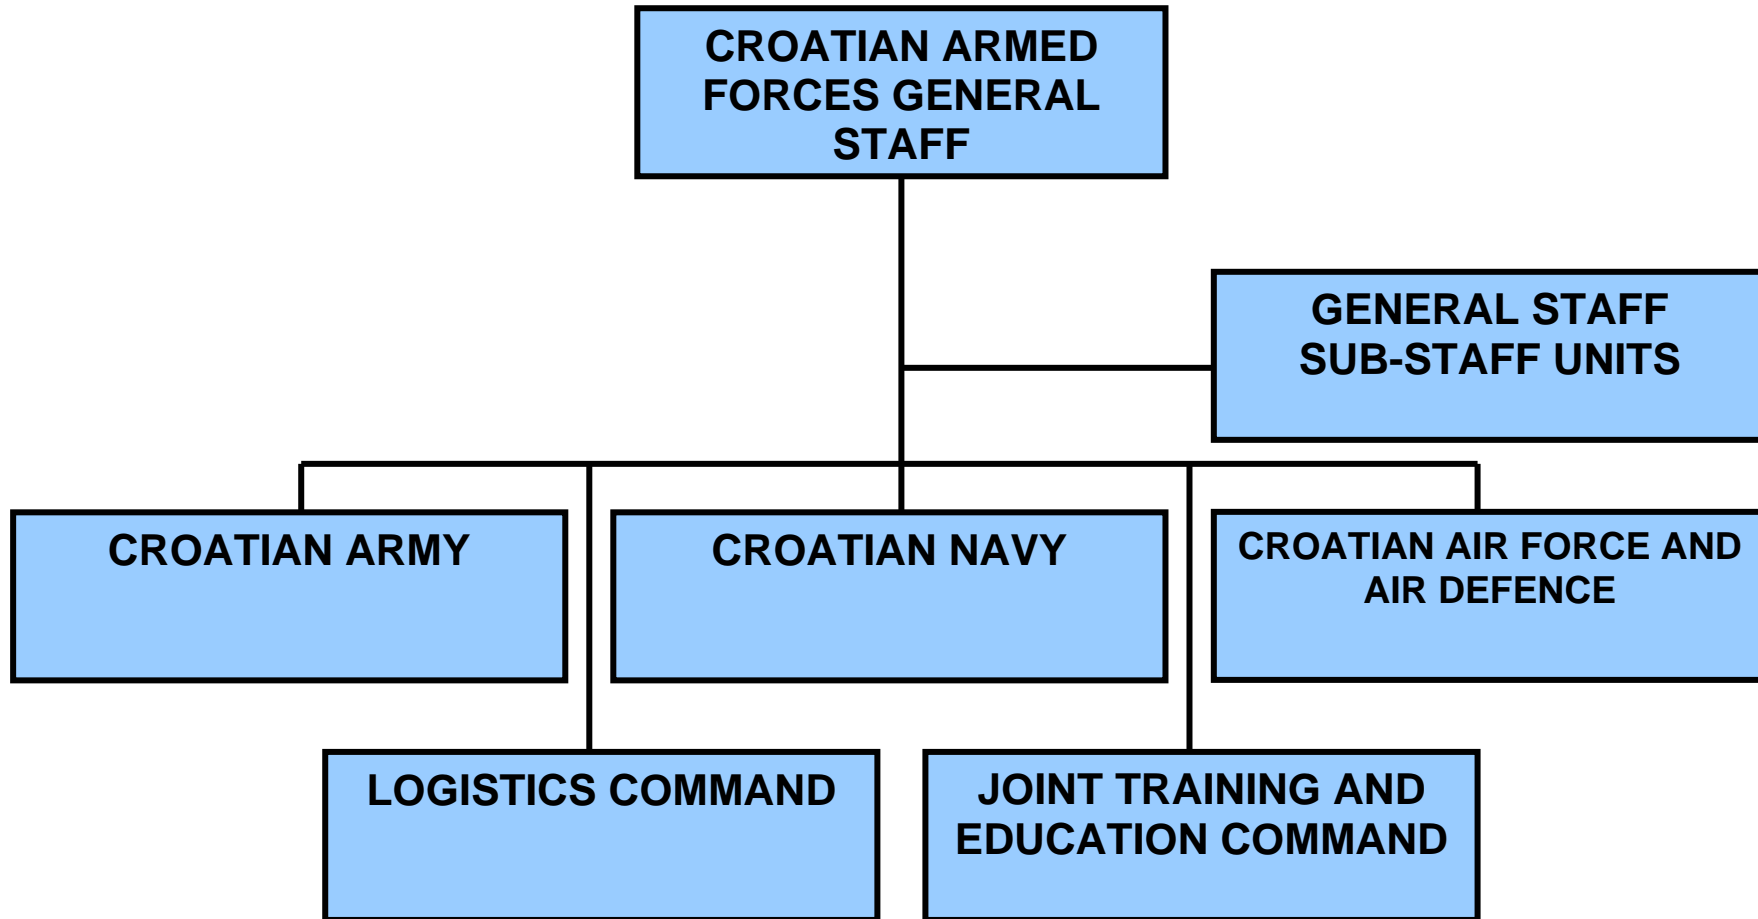 CROATIAN ARMED
FORCES GENERAL
STAFF
GENERAL STAFF
SUB-STAFF UNITS
CROATIAN ARMY
CROATIAN NAVY
CROATIAN AIR FORCE AND
AIR DEFENCE
LOGISTICS COMMAND
JOINT TRAINING AND
EDUCATION COMMAND